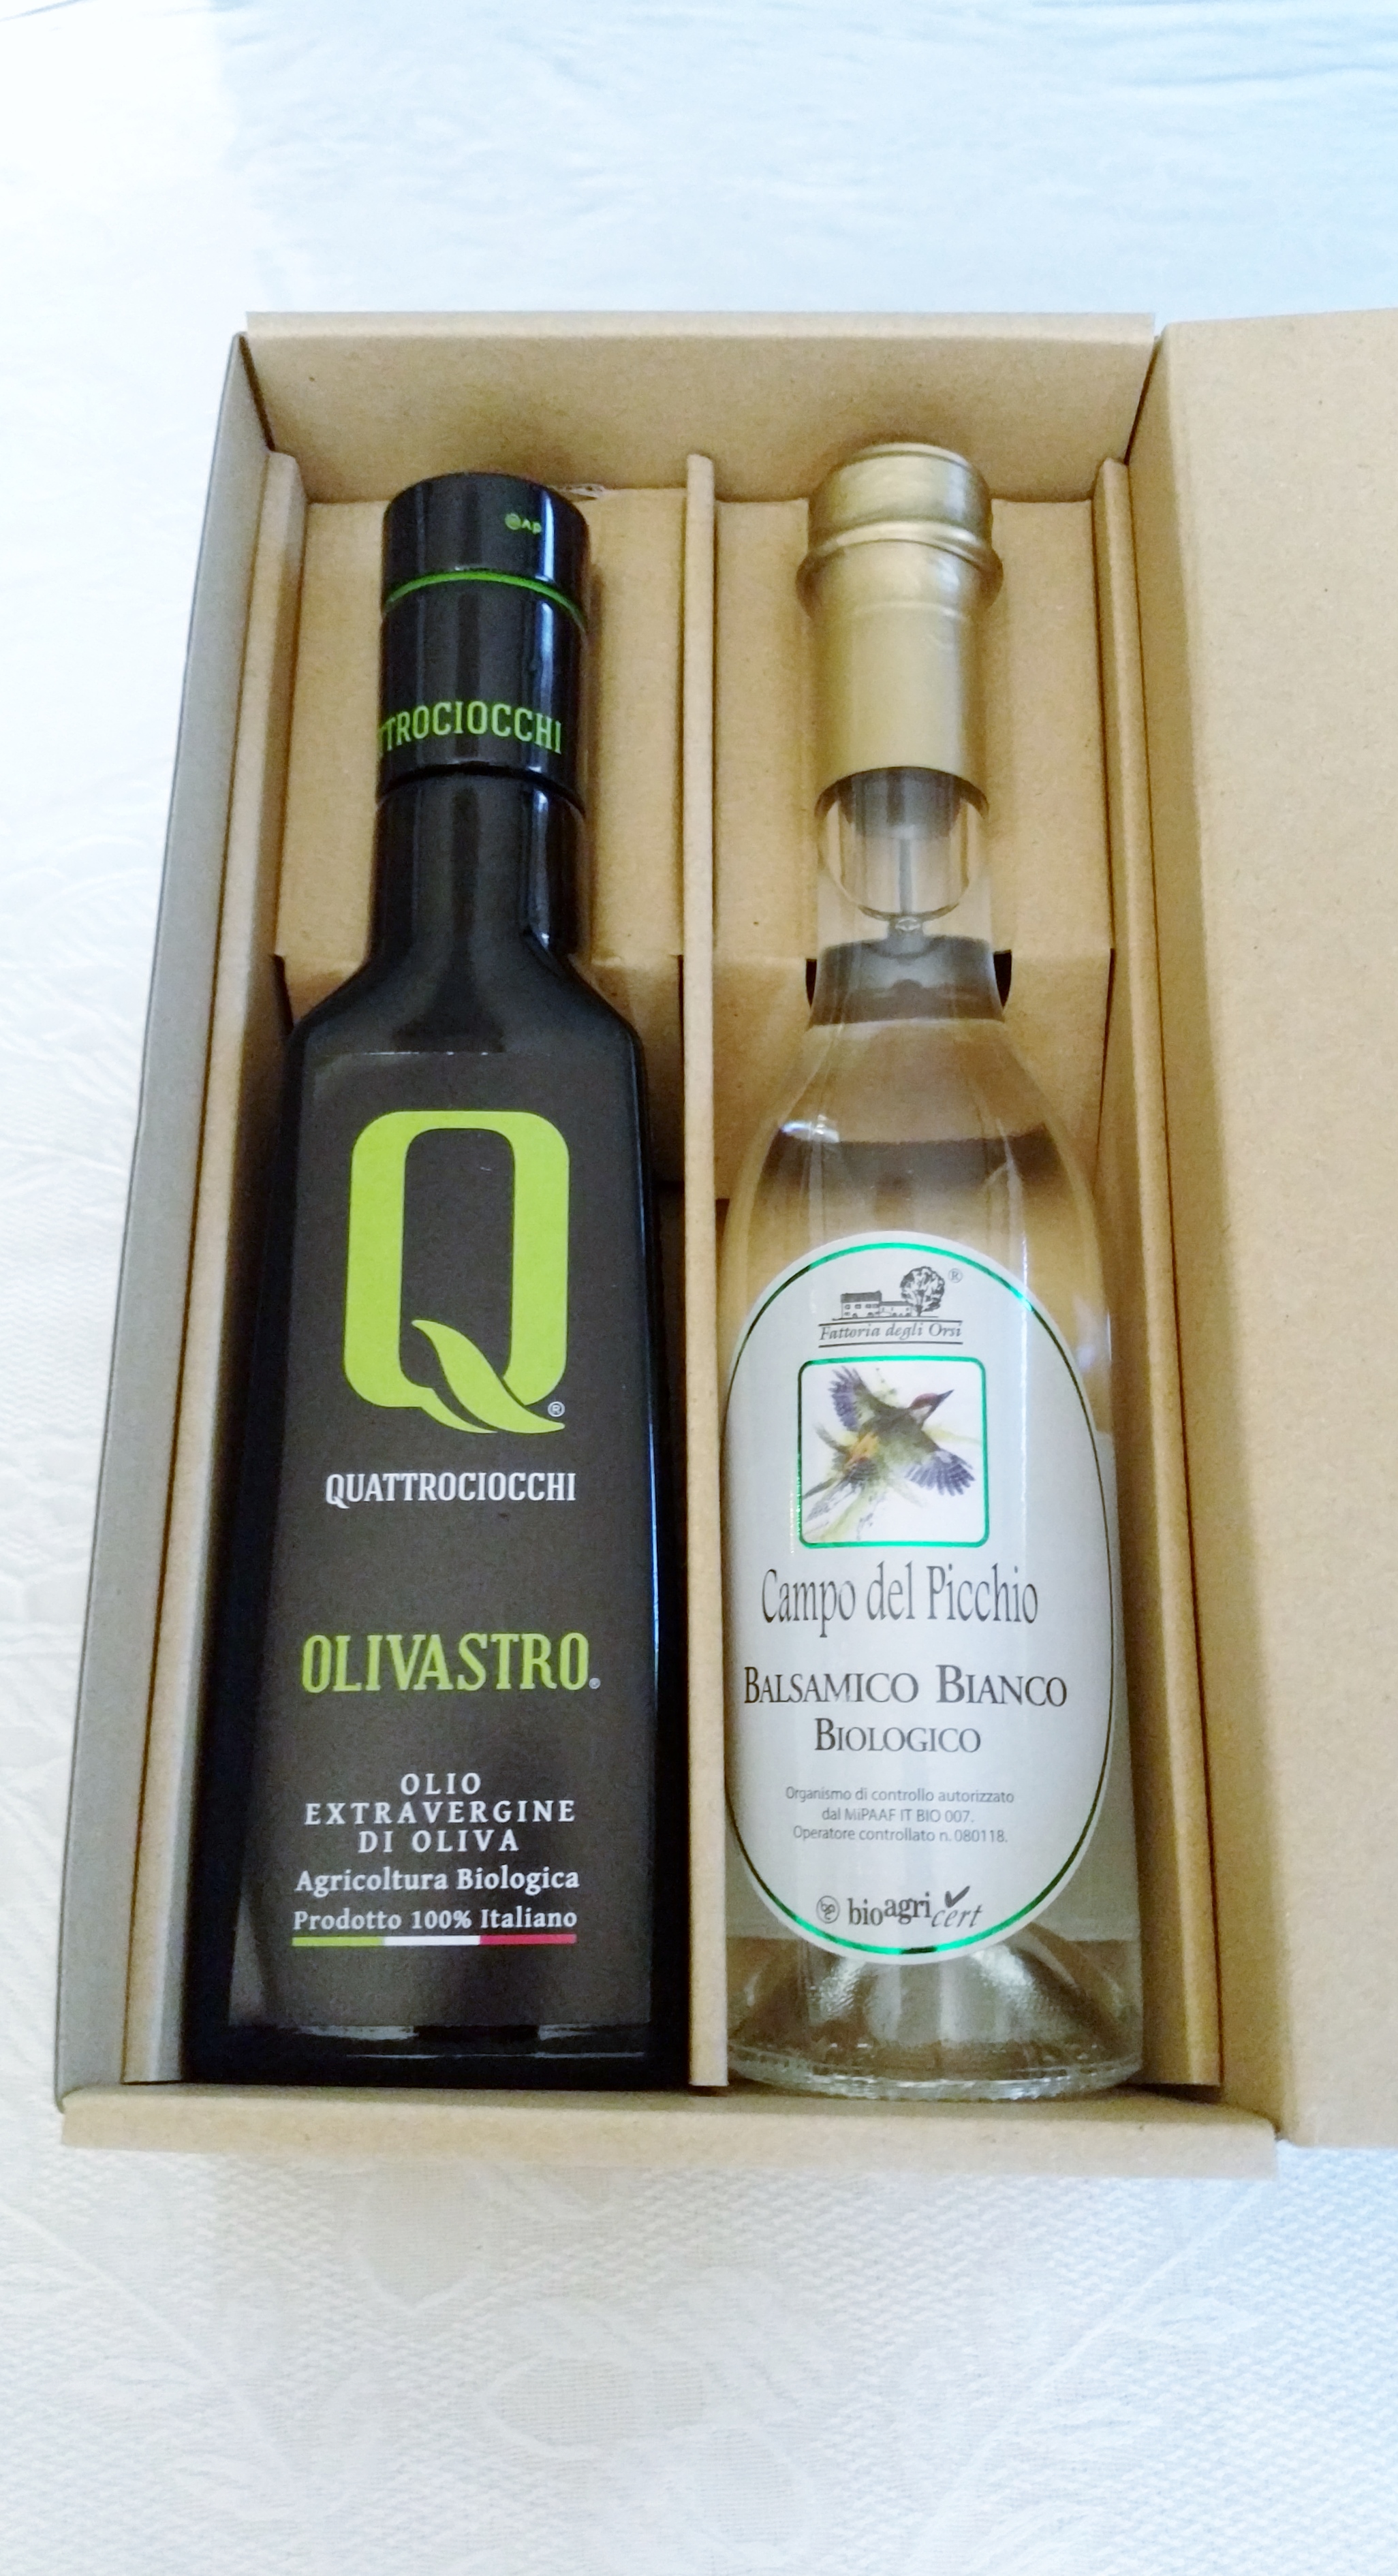 TTROCIOCCHI
Q®
QUATTROCIOCCHI
OLIVASTRO®
OLIO
EXTRAVERGINE
DI OLIVA
Agricoltura Biologica
Prodotto 100% Italiano
®
Fattoria degli Orsi
Campo del Picchio
BALSAMICO BIANCO
BIOLOGICO
Organismo di controllo autorizzato
dal MiPAAF IT BIO 007.
Operatore controllato n. 080118.
bioagricert